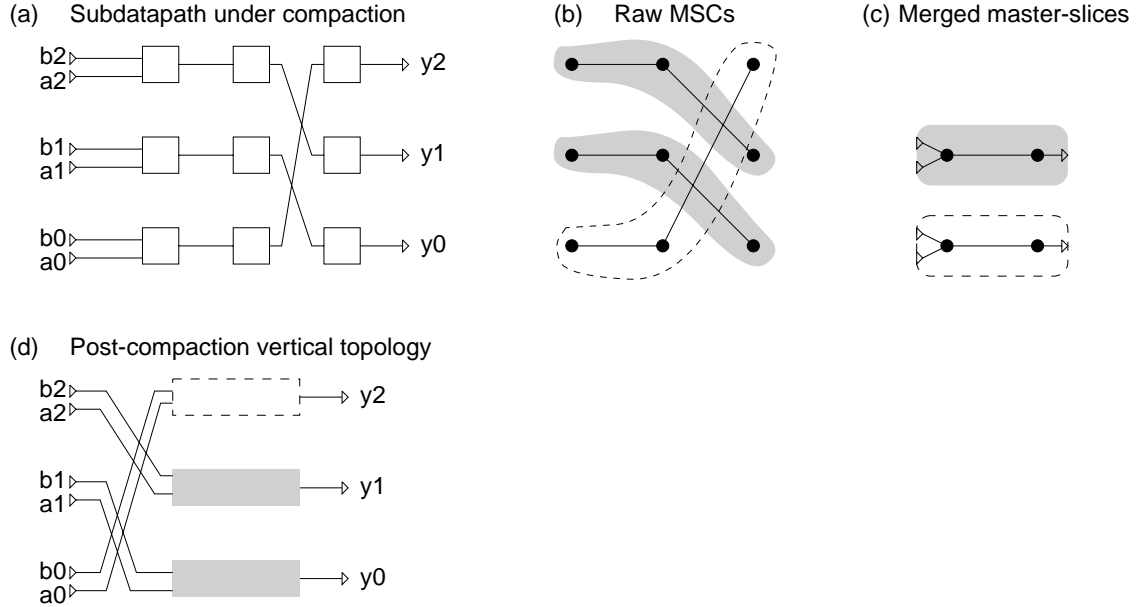 (a) Subdatapath under compaction
(b) Raw MSCs
(c) Merged master-slices
b2
a2
y2
b1
a1
y1
b0
a0
y0
(d) Post-compaction vertical topology
b2
a2
y2
b1
a1
y1
b0
a0
y0